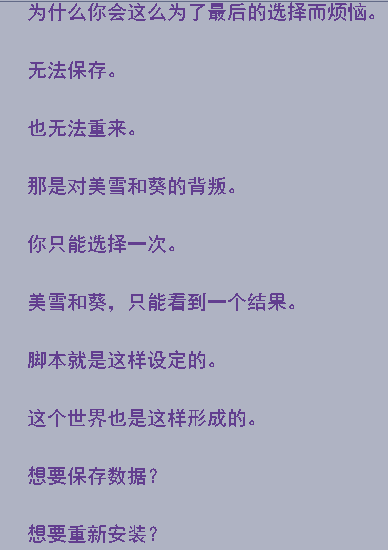 为什么你会这么为了最后的选择而烦恼。
无法保存。
也无法重来。
那是对美雪和葵的背叛。
你只能选择一次。
美雪和葵，只能看到一个结果。
脚本就是这样设定的。
这个世界也是这样形成的。
想要保存数据？
想要重新安装？